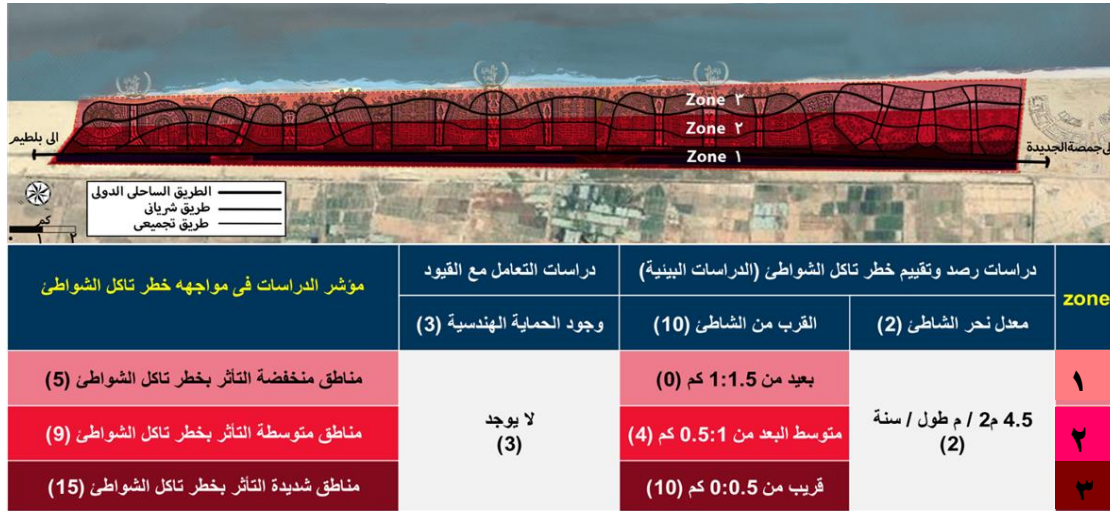 Zone ٣
Zone ٢
Zone ١
الى بلطيم
الى جمصة الجديدة
الطريق الساحلى الدولى
طريق شريانى
طريق تجميعى
كم
٠ ١ ٢
zone
دراسات رصد وتقييم خطر تاكل الشواطئ (الدراسات البيئية)
دراسات التعامل مع القيود
مؤشر الدراسات فى مواجهه خطر تاكل الشواطئ
معدل نحر الشاطئ (2)
القرب من الشاطئ (10)
وجود الحماية الهندسية (3)
١
بعيد من 1:1.5 كم (0)
مناطق منخفضة التأثر بخطر تاكل الشواطئ (5)
٢
4.5 م2 / م طول / سنة
(2)
متوسط البعد من 0.5:1 كم (4)
لا يوجد
(3)
مناطق متوسطة التأثر بخطر تاكل الشواطئ (9)
٣
قريب من 0:0.5 كم (10)
مناطق شديدة التأثر بخطر تاكل الشواطئ (15)